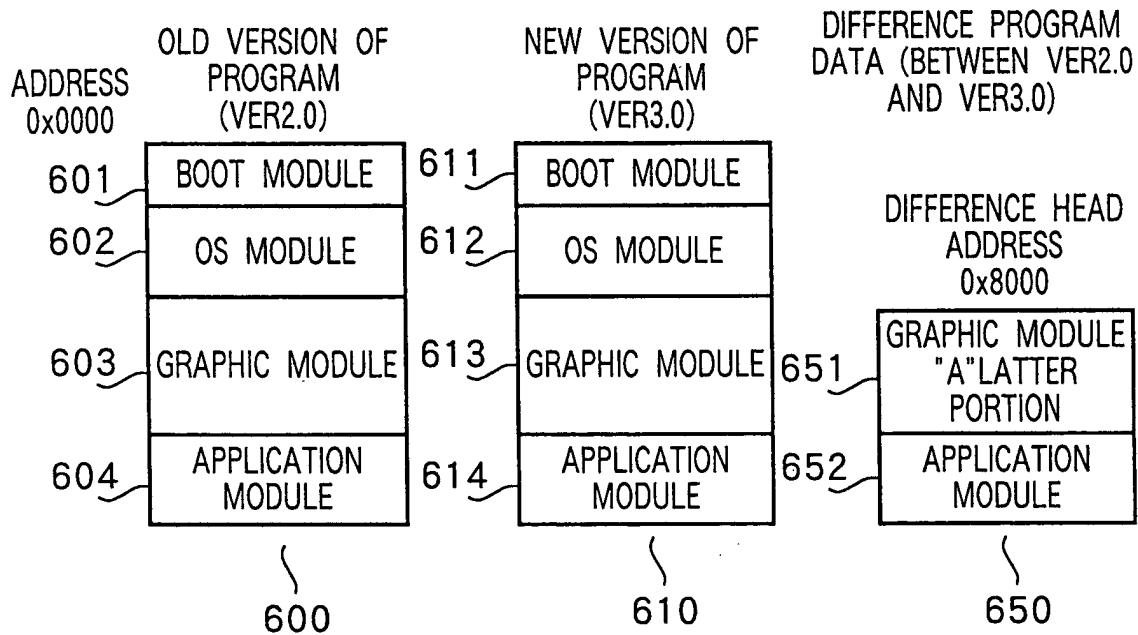 ADDRESS
0x0000
OLD VERSION OF
PROGRAM
(VER2.0)
601
BOOT MODULE
602
OS MODULE
603
GRAPHIC MODULE
604
APPLICATION
MODULE
600
NEW VERSION OF
PROGRAM
(VER3.0)
611
BOOT MODULE
612
OS MODULE
613
GRAPHIC MODULE
614
APPLICATION
MODULE
610
DIFFERENCE PROGRAM
DATA (BETWEEN VER2.0
AND VER3.0)
DIFFERENCE HEAD
ADDRESS
0x8000
651
GRAPHIC MODULE
"A"LATTER
PORTION
652
APPLICATION
MODULE
650